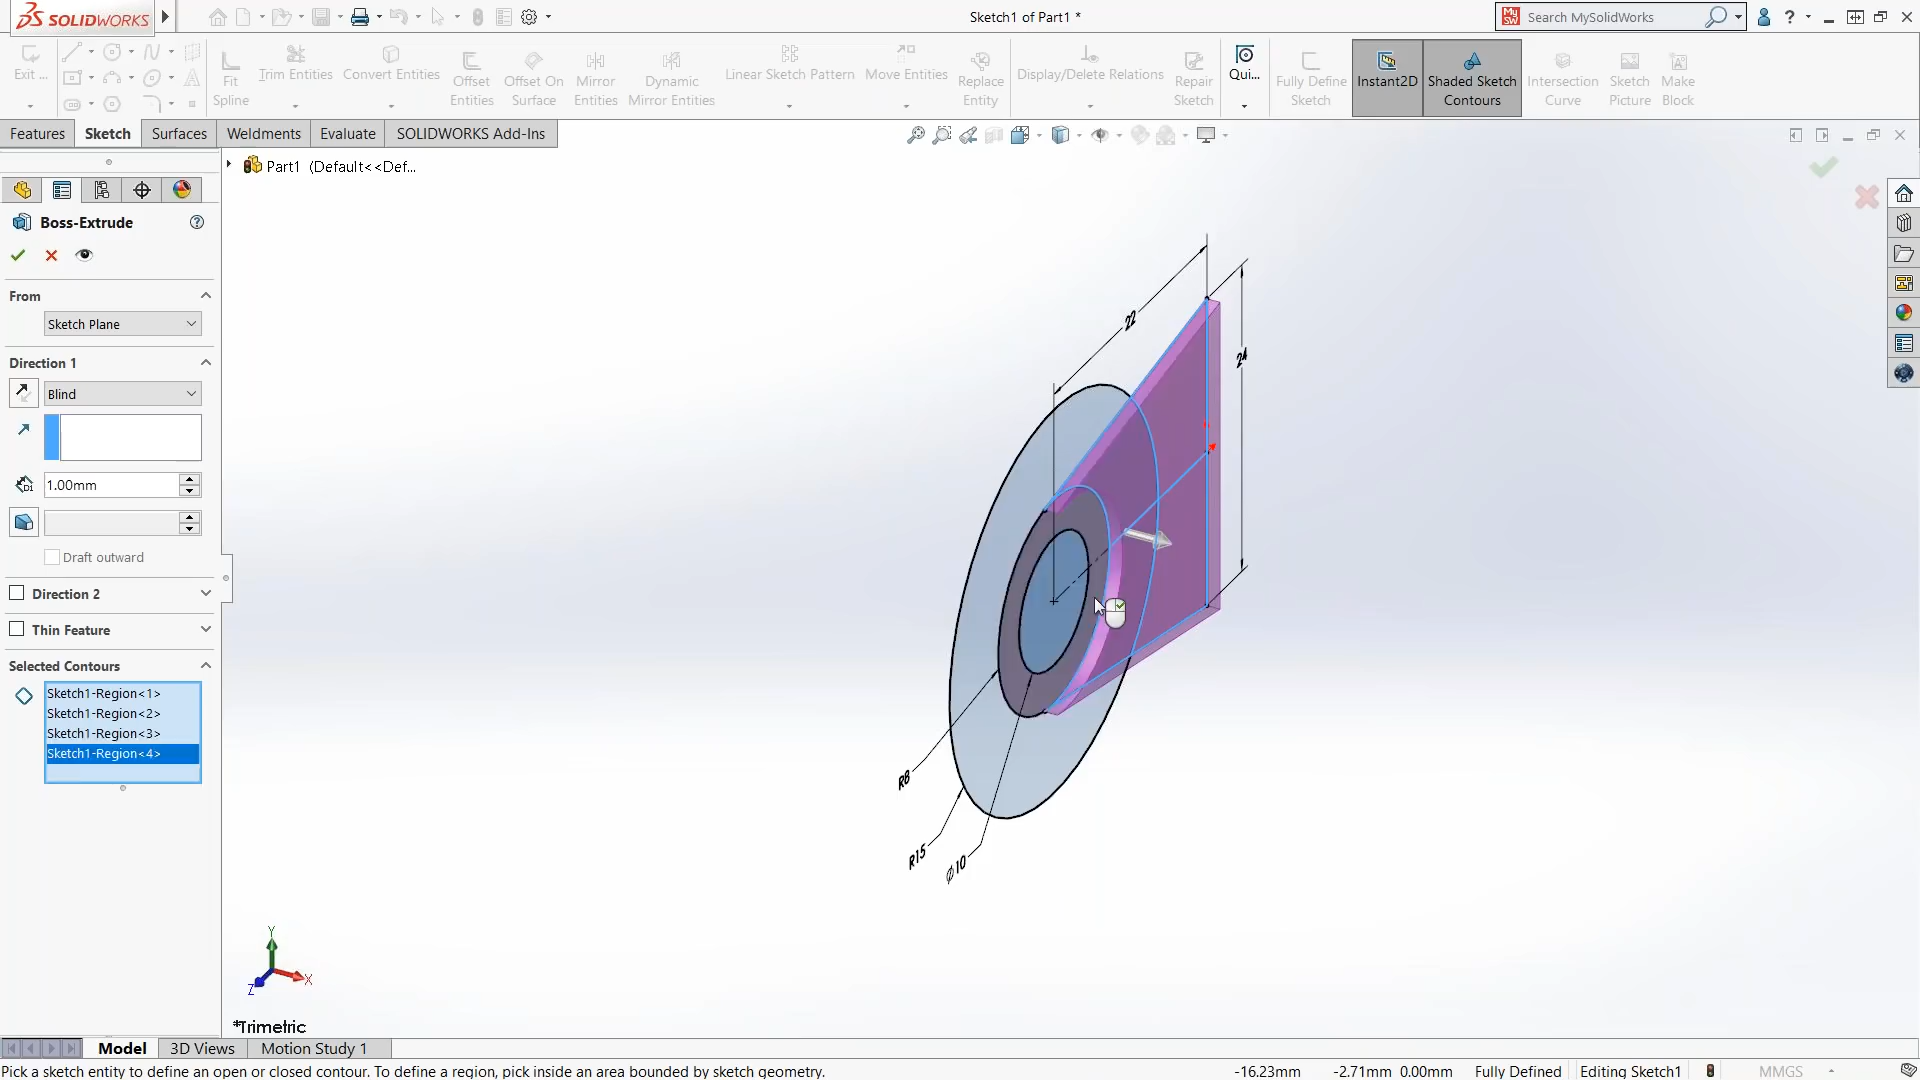 SOLIDWORKS
Sketch1 of Part1 *
Search MySolidWorks
Exit ...
Fit Spline
Trim Entities
Convert Entities
Offset Entities
Offset On Surface
Mirror Entities
Dynamic Mirror Entities
Linear Sketch Pattern
Move Entities
Replace Entity
Display/Delete Relations
Repair Sketch
Qui...
Fully Define Sketch
Instant2D
Shaded Sketch Contours
Intersection Curve
Sketch Picture
Make Block
Features
Sketch
Surfaces
Weldments
Evaluate
SOLIDWORKS Add-Ins
Part1 (Default<<Def...
Boss-Extrude
From
Sketch Plane
Direction 1
Blind
1.00mm
Draft outward
Direction 2
Thin Feature
Selected Contours
Sketch1-Region<1>
Sketch1-Region<2>
Sketch1-Region<3>
Sketch1-Region<4>
22
24
R15
⌀10
Y
X
Z
*Trimetric
Model
3D Views
Motion Study 1
Pick a sketch entity to define an open or closed contour. To define a region, pick inside an area bounded by sketch geometry.
-16.23mm
-2.71mm
0.00mm
Fully Defined
Editing Sketch1
MMGS